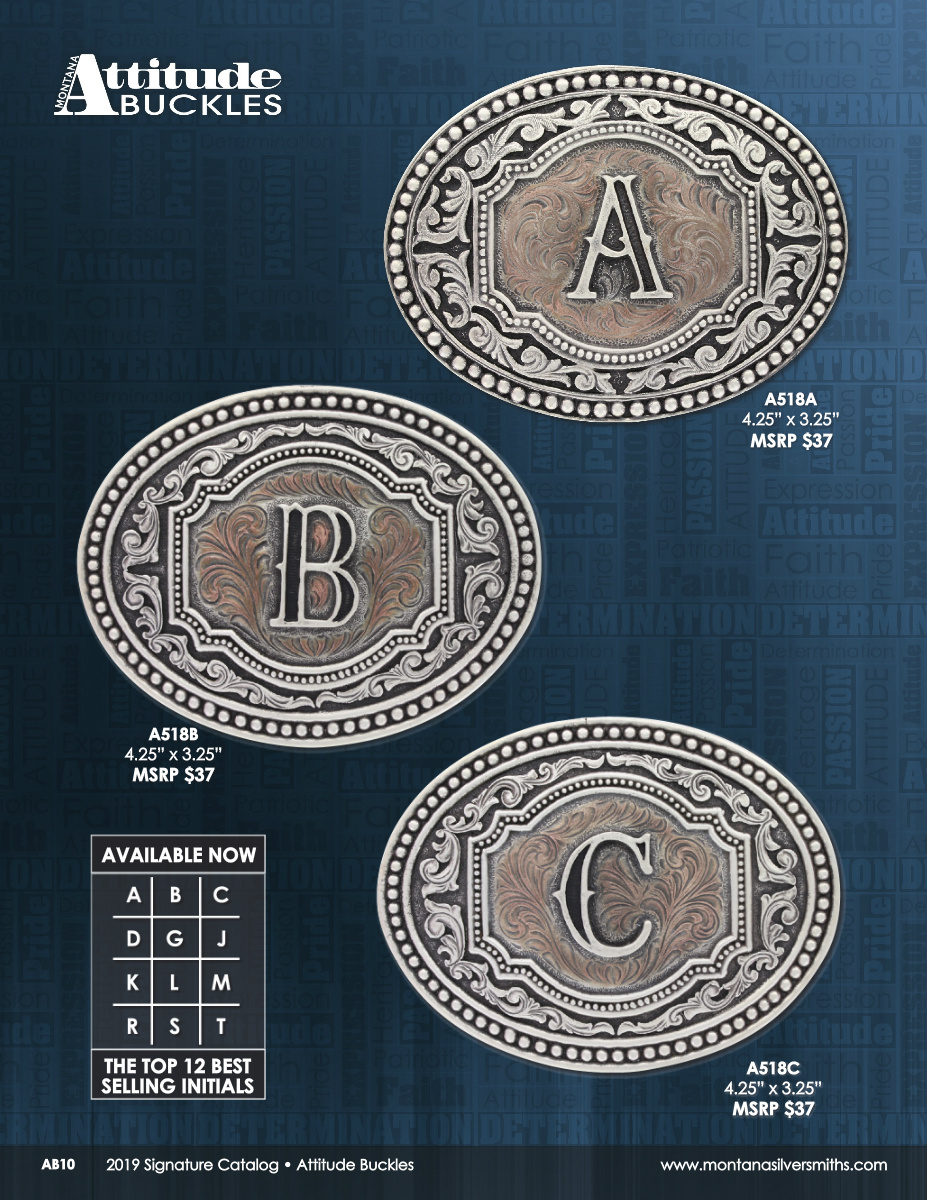 MONTANA
Attitude
BUCKLES
A
A518A
4.25” x 3.25”
MSRP $37
B
A518B
4.25” x 3.25”
MSRP $37
C
A518C
4.25” x 3.25”
MSRP $37
AVAILABLE NOW
A B C
D G J
K L M
R S T
THE TOP 12 BEST
SELLING INITIALS
AB10 2019 Signature Catalog • Attitude Buckles www.montanasilversmiths.com